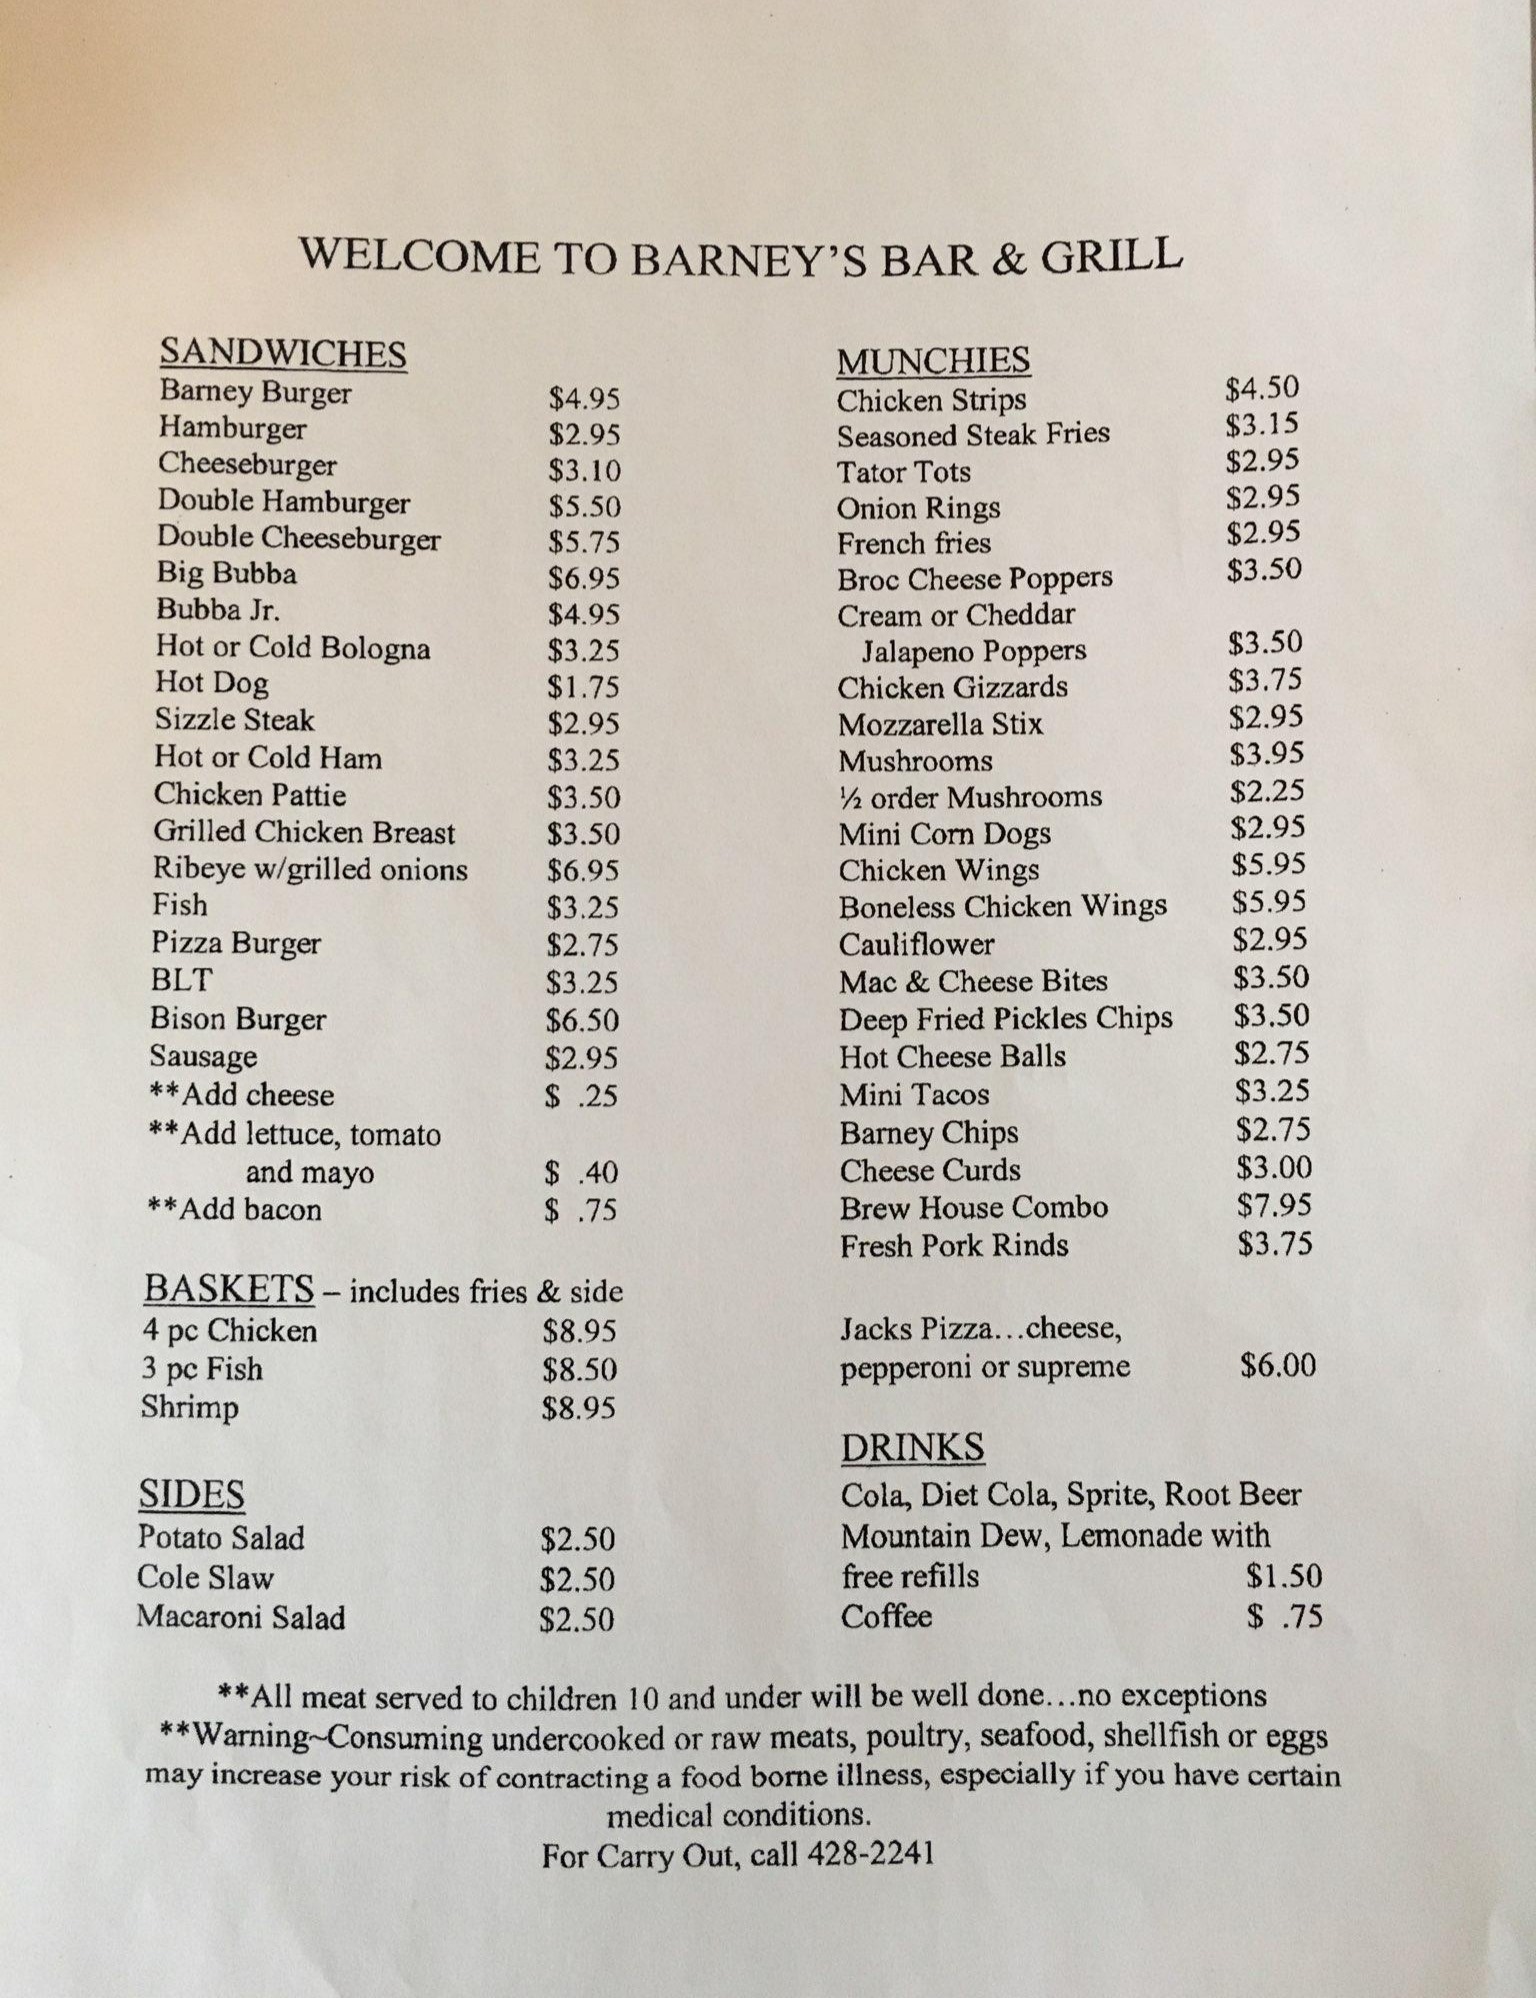 WELCOME TO BARNEY'S BAR & GRILL
SANDWICHES
Barney Burger $4.95
Hamburger $2.95
Cheeseburger $3.10
Double Hamburger $5.50
Double Cheeseburger $5.75
Big Bubba $6.95
Bubba Jr. $4.95
Hot or Cold Bologna $3.25
Hot Dog $1.75
Sizzle Steak $2.95
Hot or Cold Ham $3.25
Chicken Pattie $3.50
Grilled Chicken Breast $3.50
Ribeye w/grilled onions $6.95
Fish $3.25
Pizza Burger $2.75
BLT $3.25
Bison Burger $6.50
Sausage $2.95
**Add cheese $ .25
**Add lettuce, tomato
and mayo $ .40
**Add bacon $ .75
BASKETS – includes fries & side
4 pc Chicken $8.95
3 pc Fish $8.50
Shrimp $8.95
SIDES
Potato Salad $2.50
Cole Slaw $2.50
Macaroni Salad $2.50
MUNCHIES
Chicken Strips $4.50
Seasoned Steak Fries $3.15
Tator Tots $2.95
Onion Rings $2.95
French fries $2.95
Broc Cheese Poppers $3.50
Cream or Cheddar
Jalapeno Poppers $3.50
Chicken Gizzards $3.75
Mozzarella Stix $2.95
Mushrooms $3.95
½ order Mushrooms $2.25
Mini Corn Dogs $2.95
Chicken Wings $5.95
Boneless Chicken Wings $5.95
Cauliflower $2.95
Mac & Cheese Bites $3.50
Deep Fried Pickles Chips $3.50
Hot Cheese Balls $2.75
Mini Tacos $3.25
Barney Chips $2.75
Cheese Curds $3.00
Brew House Combo $7.95
Fresh Pork Rinds $3.75
Jacks Pizza…cheese,
pepperoni or supreme $6.00
DRINKS
Cola, Diet Cola, Sprite, Root Beer
Mountain Dew, Lemonade with
free refills $1.50
Coffee $ .75
**All meat served to children 10 and under will be well done…no exceptions
**Warning~Consuming undercooked or raw meats, poultry, seafood, shellfish or eggs
may increase your risk of contracting a food borne illness, especially if you have certain
medical conditions.
For Carry Out, call 428-2241